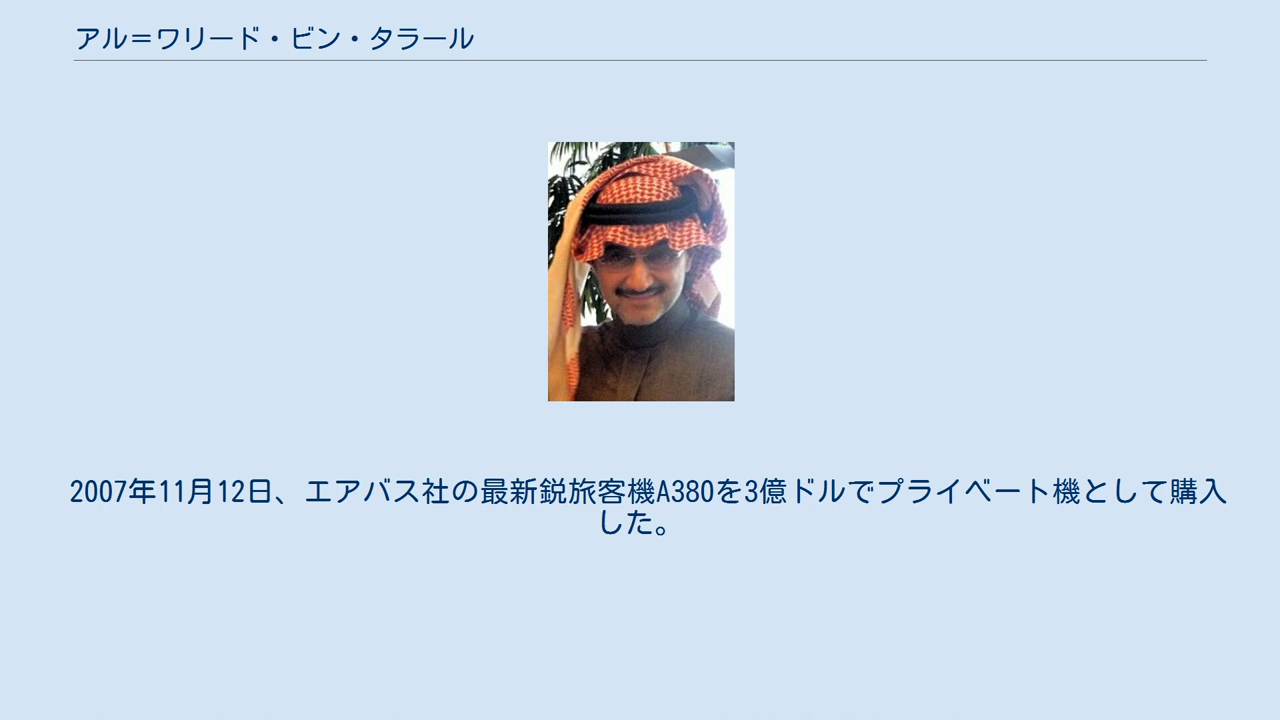 アル＝ワリード・ビン・タラール
2007年11月12日、エアバス社の最新鋭旅客機A380を3億ドルでプライベート機として購入
した。